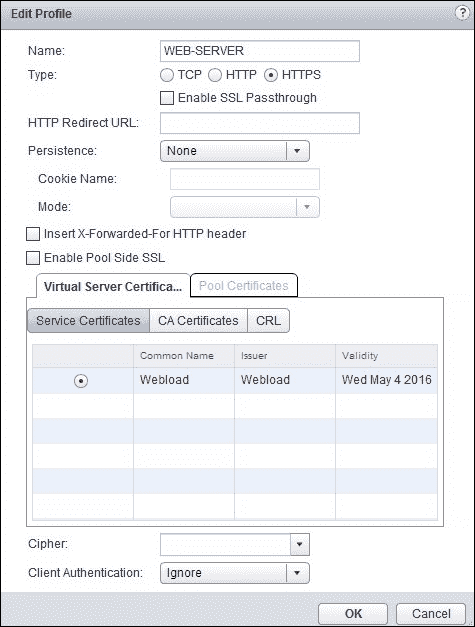 Edit Profile ?
Name: WEB-SERVER
Type: TCP HTTP HTTPS
Enable SSL Passthrough
HTTP Redirect URL:
Persistence: None
Cookie Name:
Mode:
Insert X-Forwarded-For HTTP header
Enable Pool Side SSL
Virtual Server Certifica... Pool Certificates
Service Certificates CA Certificates CRL
Common Name Issuer Validity
Webload Webload Wed May 4 2016
Cipher:
Client Authentication: Ignore
OK Cancel